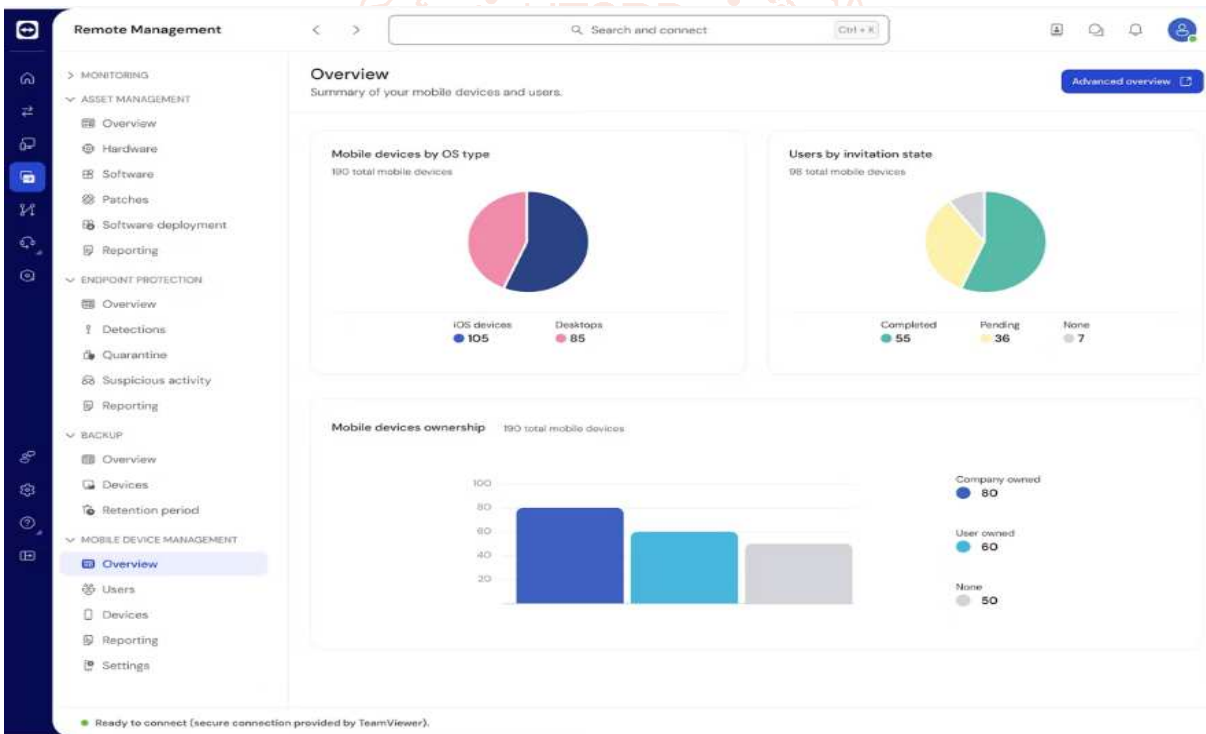 Remote Management
Search and connect
Ctrl + K
MONITORING
ASSET MANAGEMENT
Overview
Hardware
Software
Patches
Software deployment
Reporting
ENDPOINT PROTECTION
Overview
Detections
Quarantine
Suspicious activity
Reporting
BACKUP
Overview
Devices
Retention period
MOBILE DEVICE MANAGEMENT
Overview
Users
Devices
Reporting
Settings
Overview
Summary of your mobile devices and users.
Advanced overview
Mobile devices by OS type
190 total mobile devices
iOS devices Desktops
105 85
Users by invitation state
98 total mobile devices
Completed Pending None
55 36 7
Mobile devices ownership 190 total mobile devices
100
80
60
40
20
Company owned
80
User owned
60
None
50
Ready to connect (secure connection provided by TeamViewer).